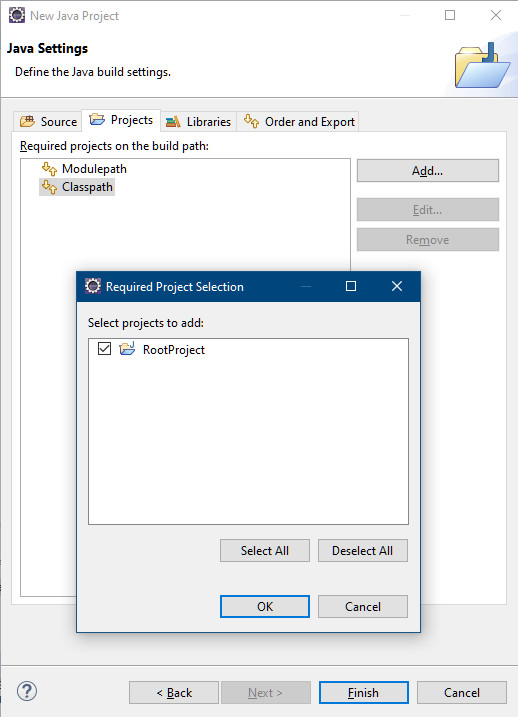 New Java Project
Java Settings
Define the Java build settings.
Source Projects Libraries Order and Export
Required projects on the build path:
Modulepath
Classpath
Add...
Edit...
Remove
Required Project Selection
Select projects to add:
RootProject
Select All Deselect All
OK Cancel
? < Back Next > Finish Cancel